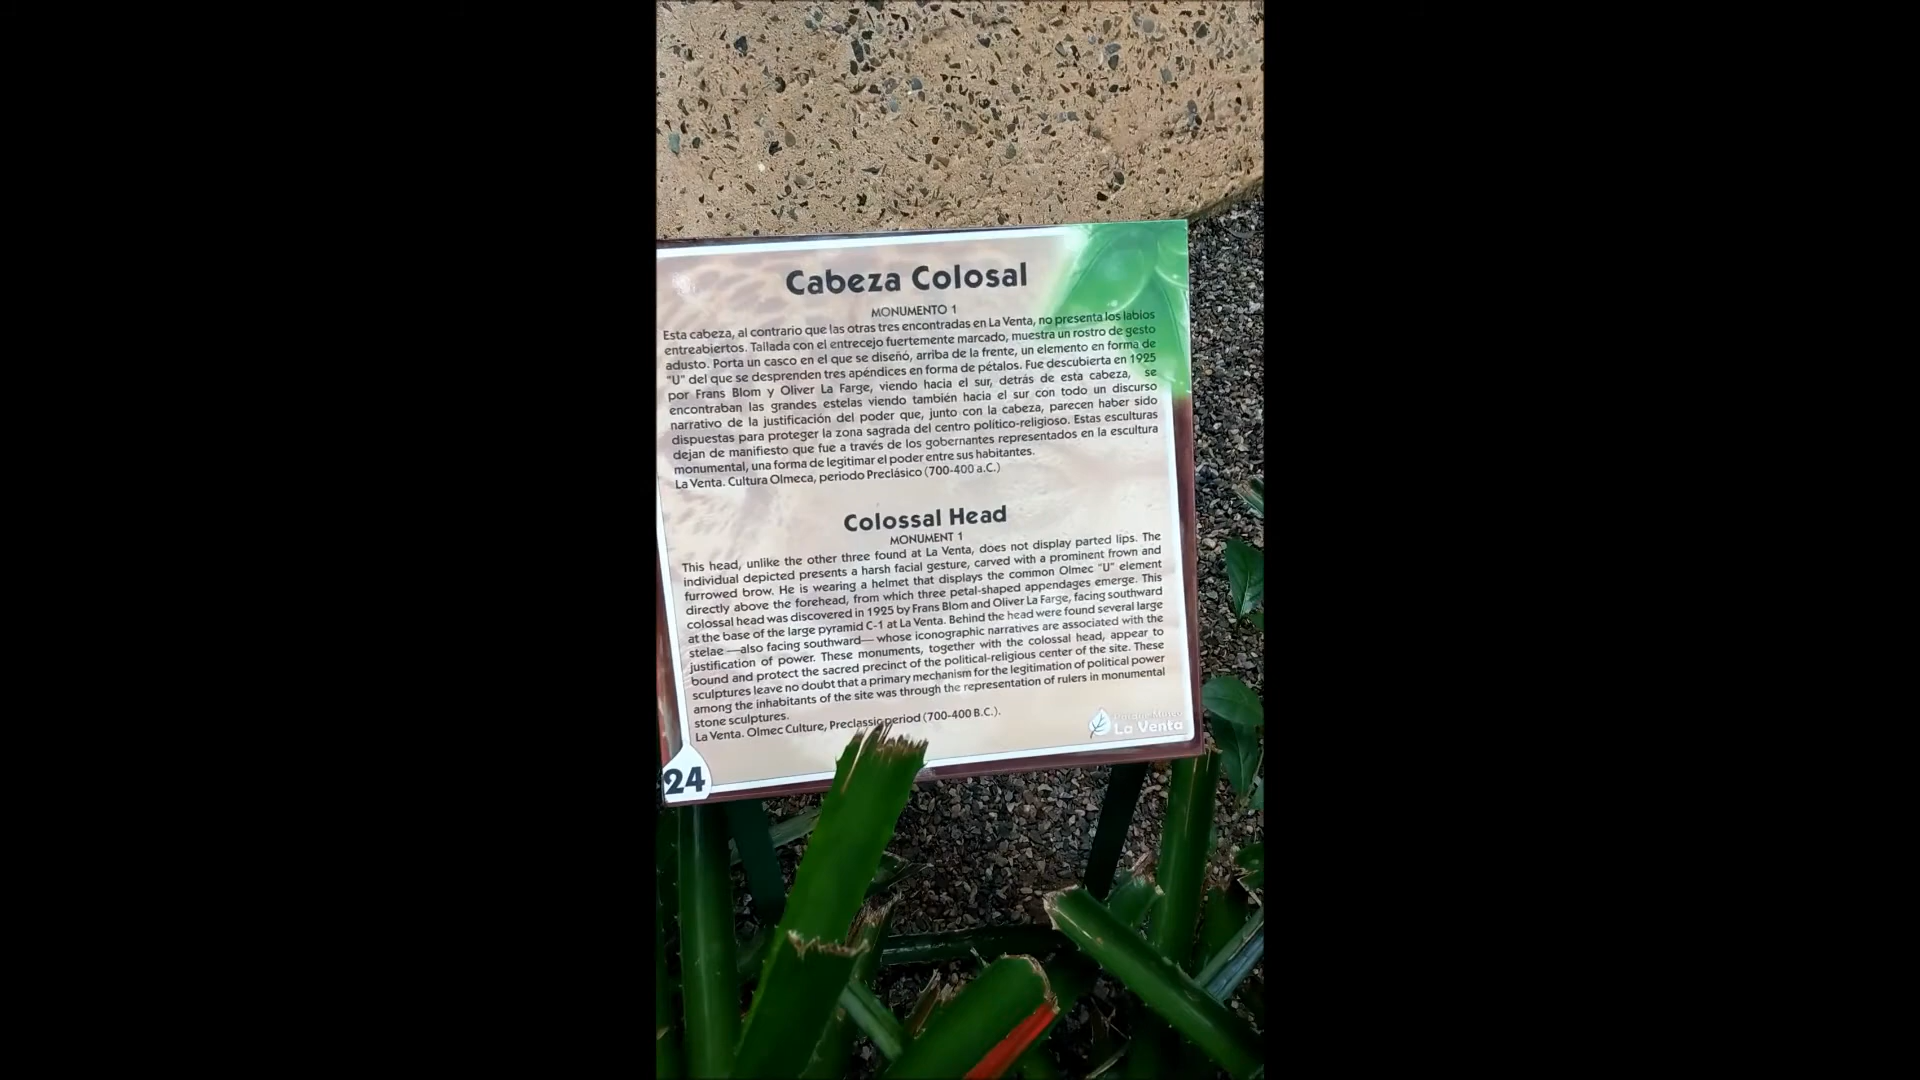 Cabeza Colosal
MONUMENTO 1
Esta cabeza, al contrario que las otras tres encontradas en La Venta, no presenta los labios
entreabiertos. Tallada con el entrecejo fuertemente marcado, muestra un rostro de gesto
adusto. Porta un casco en el que se diseñó, arriba de la frente, un elemento en forma de
"U" del que se desprenden tres apéndices en forma de pétalos. Fue descubierta en 1925
por Frans Blom y Oliver La Farge, viendo hacia el sur, detrás de esta cabeza, se
encontraban las grandes estelas viendo también hacia el sur con todo un discurso
narrativo de la justificación del poder que, junto con la cabeza, parecen haber sido
dispuestas para proteger la zona sagrada del centro político-religioso. Estas esculturas
dejan de manifiesto que fue a través de los gobernantes representados en la escultura
monumental, una forma de legitimar el poder entre sus habitantes.
La Venta. Cultura Olmeca, periodo Preclásico (700-400 a.C.)
Colossal Head
MONUMENT 1
This head, unlike the other three found at La Venta, does not display parted lips. The
individual depicted presents a harsh facial gesture, carved with a prominent frown and
furrowed brow. He is wearing a helmet that displays the common Olmec "U" element
directly above the forehead, from which three petal-shaped appendages emerge. This
colossal head was discovered in 1925 by Frans Blom and Oliver La Farge, facing southward
at the base of the large pyramid C-1 at La Venta. Behind the head were found several large
stelae —also facing southward— whose iconographic narratives are associated with the
justification of power. These monuments, together with the colossal head, appear to
bound and protect the sacred precinct of the political-religious center of the site. These
sculptures leave no doubt that a primary mechanism for the legitimation of political power
among the inhabitants of the site was through the representation of rulers in monumental
stone sculptures.
La Venta. Olmec Culture, Preclassic period (700-400 B.C.).
Parque-Museo
La Venta
24